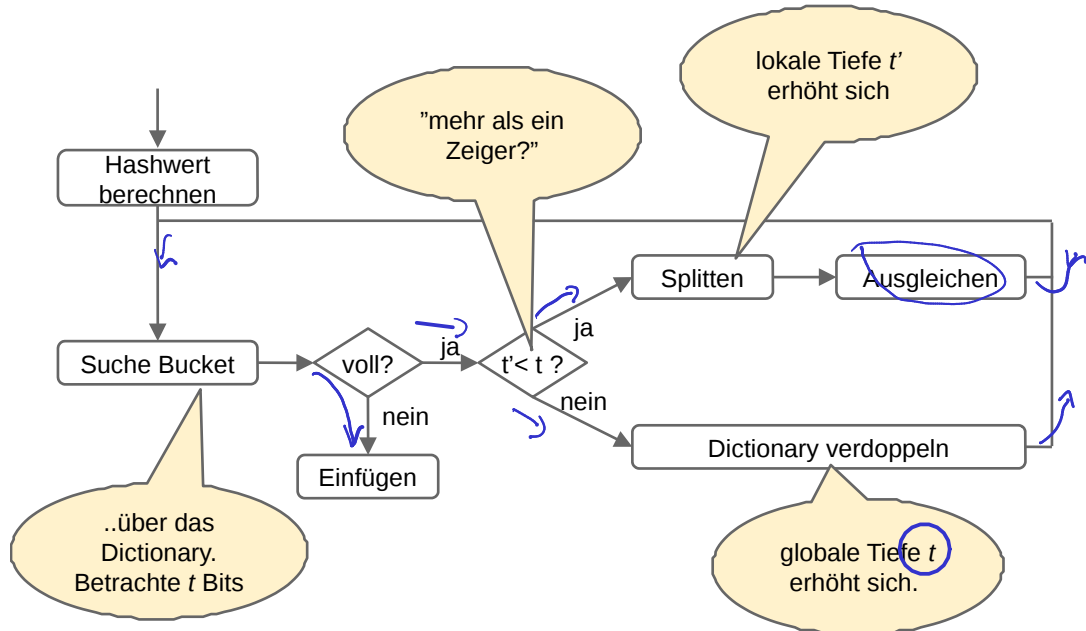 lokale Tiefe t’
erhöht sich
”mehr als ein
Zeiger?”
Hashwert
berechnen
Splitten
Ausgleichen
ja
Suche Bucket
voll?
ja
t’< t ?
nein
nein
Dictionary verdoppeln
Einfügen
..über das
Dictionary.
Betrachte t Bits
globale Tiefe t
erhöht sich.